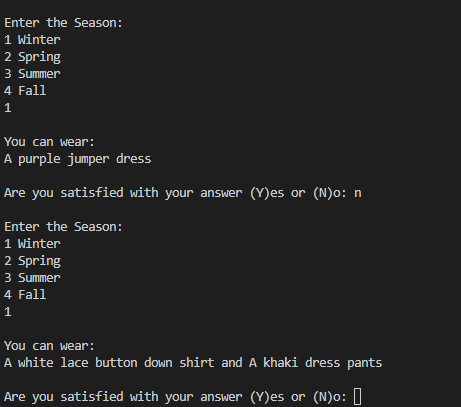 Enter the Season:
1 Winter
2 Spring
3 Summer
4 Fall
1
You can wear:
A purple jumper dress
Are you satisfied with your answer (Y)es or (N)o: n
Enter the Season:
1 Winter
2 Spring
3 Summer
4 Fall
1
You can wear:
A white lace button down shirt and A khaki dress pants
Are you satisfied with your answer (Y)es or (N)o: